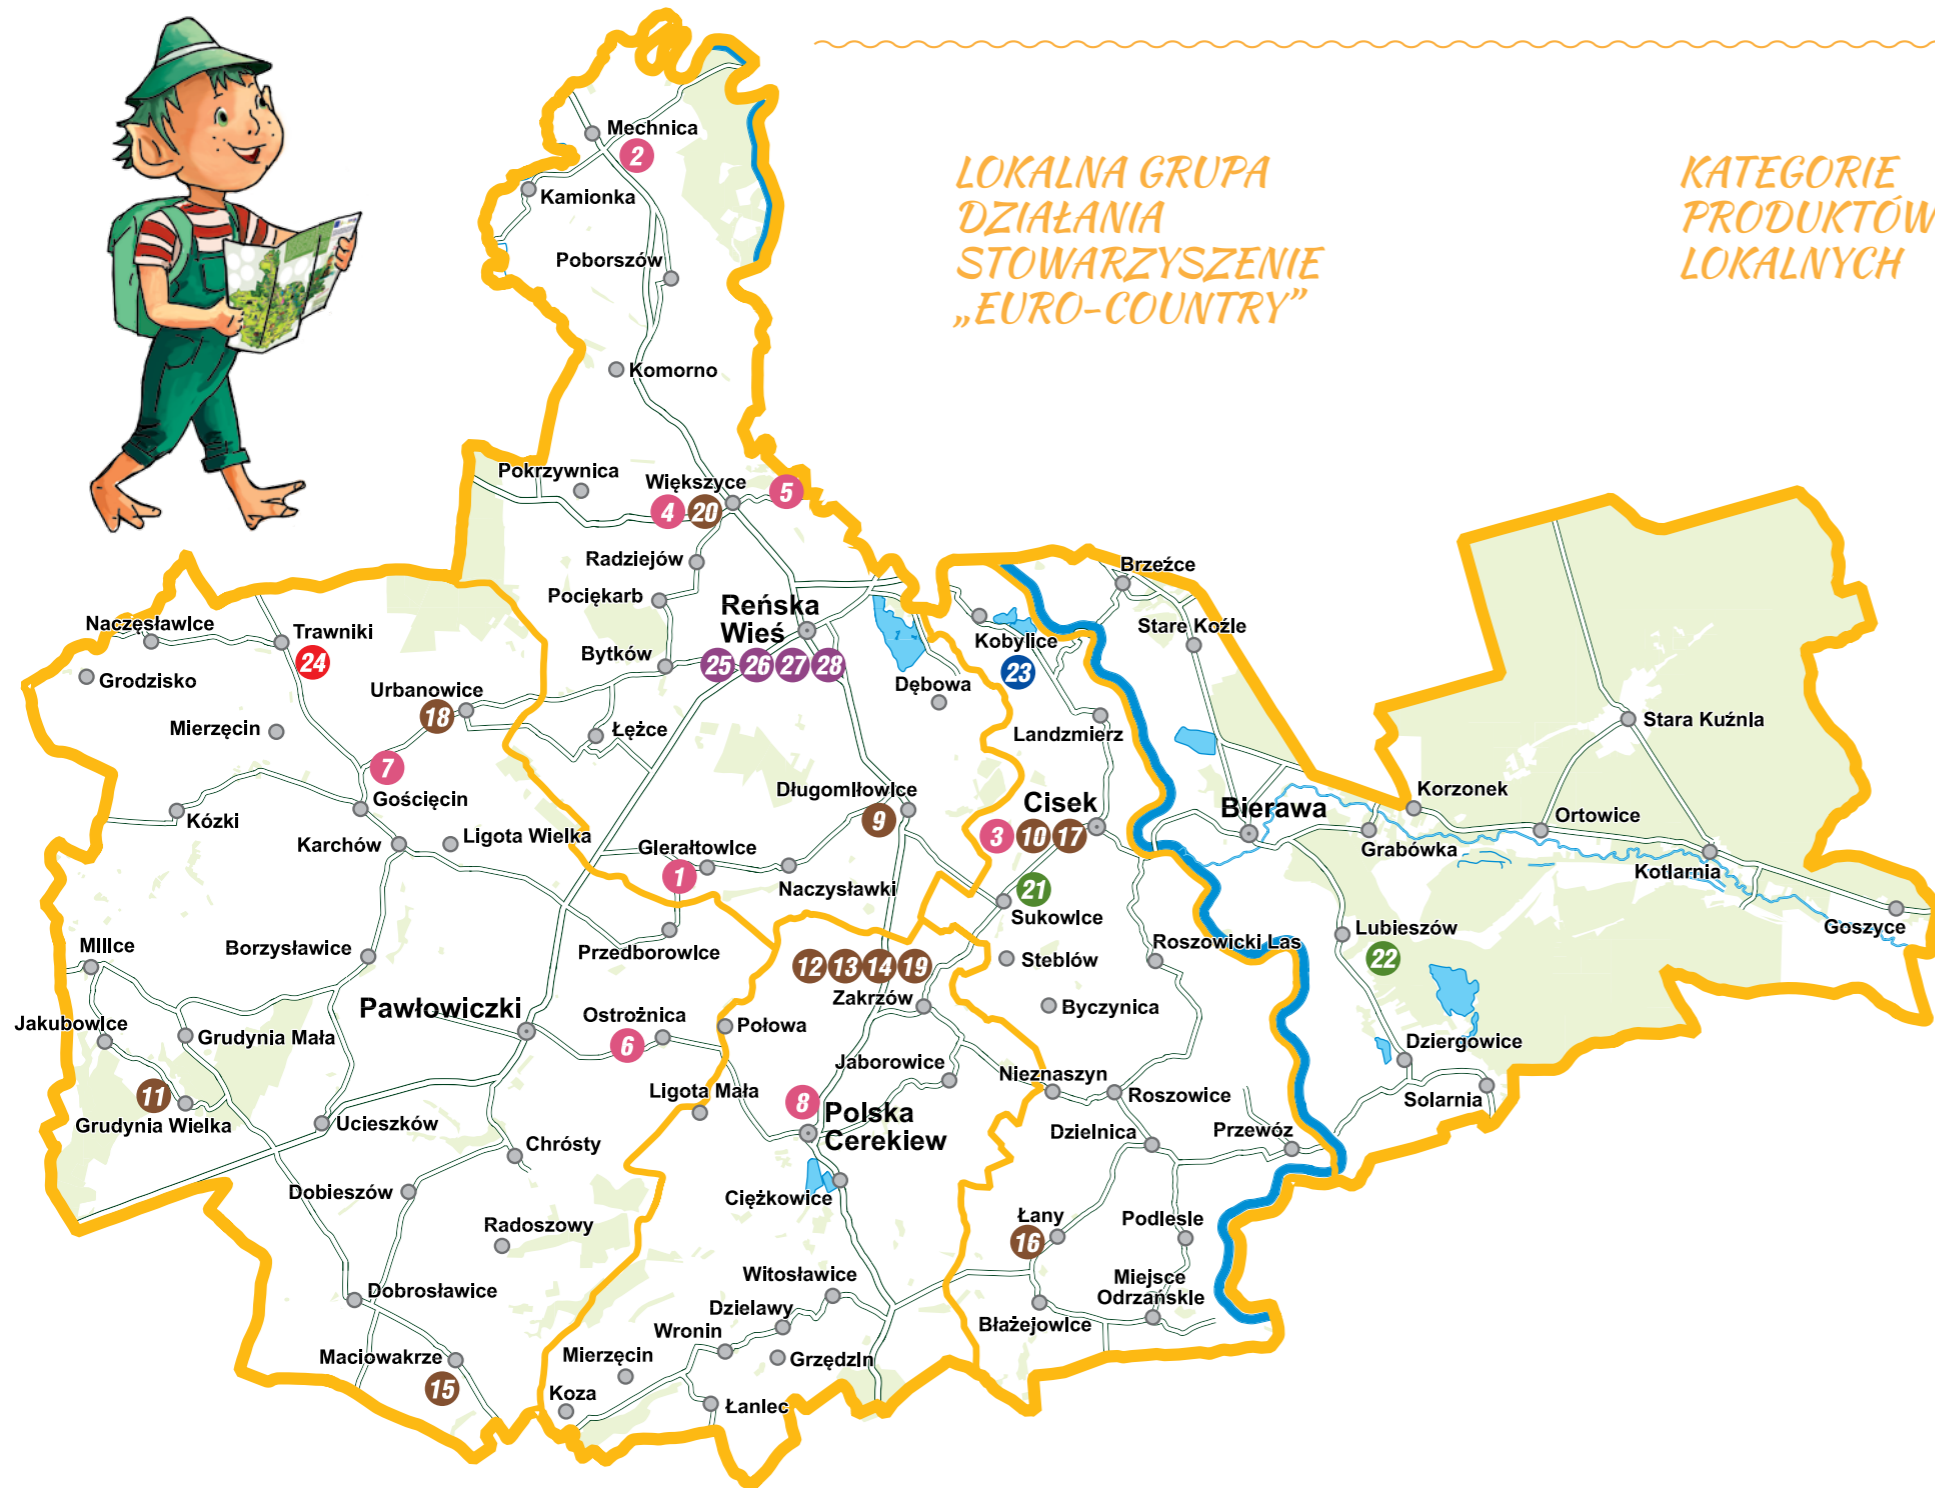 LOKALNA GRUPA
DZIAŁANIA
STOWARZYSZENIE
„EURO-COUNTRY”
KATEGORIE
PRODUKTÓW
LOKALNYCH
Mechnica
2
Kamionka
Poborszów
Komorno
Pokrzywnica
Większyce
4 20
5
Radziejów
Pociękarb
Reńska
Wieś
Bytków
25 26 27 28
Dębowa
Łężce
Naczęsławice
Trawniki
24
Grodzisko
Urbanowice
18
Mierzęcin
7
Gościęcin
Kózki
Karchów
Ligota Wielka
Długomiłowice
9
Gierałtowice
1
Naczysławki
Przedborowice
Brzeźce
Kobylice
23
Stare Koźle
Landzmierz
Cisek
3 10 17
21
Sukowice
Steblów
Byczynica
Roszowicki Las
Bierawa
Korzonek
Grabówka
Ortowice
Stara Kuźnia
Kotlarnia
Goszyce
Lubieszów
22
Dziergowice
Solarnia
Milice
Borzysławice
Jakubowice
Grudynia Mała
11
Grudynia Wielka
Pawłowiczki
Ostrożnica
6
Ucieszków
Chrósty
Dobieszów
Radoszowy
Dobrosławice
Maciowakrze
15
12 13 14 19
Zakrzów
Połowa
Jaborowice
Ligota Mała
8
Polska
Cerekiew
Ciężkowice
Witosławice
Dzielawy
Wronin
Grzędzin
Mierzęcin
Koza
Łaniec
Nieznaszyn
Roszowice
Dzielnica
Przewóz
Łany
16
Podlesie
Miejsce
Odrzańskie
Błażejowice